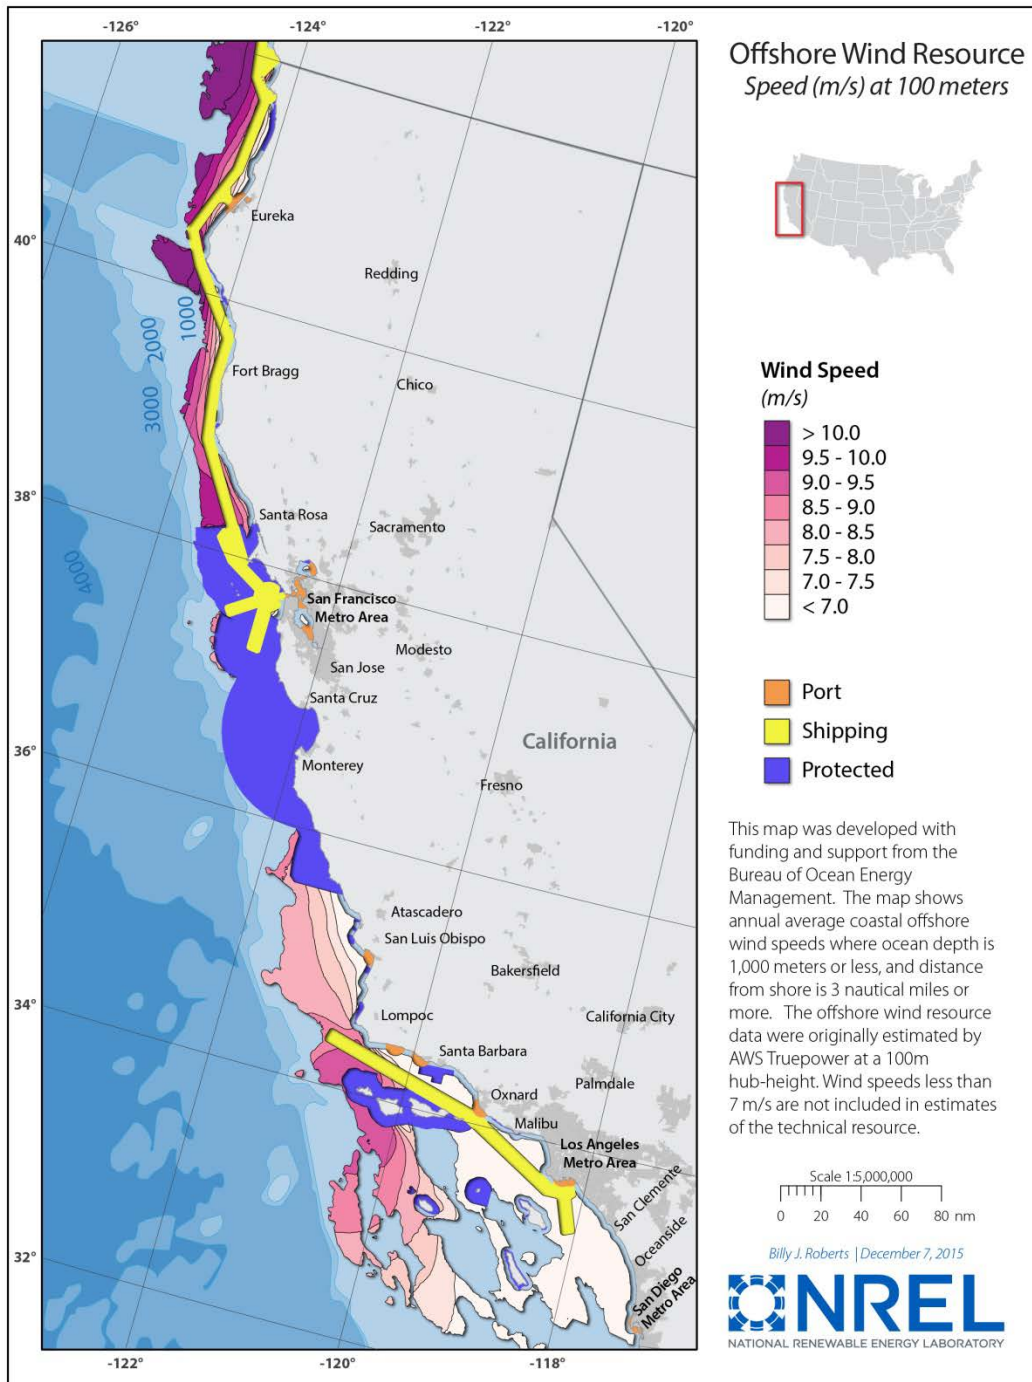 -126°
-124°
-122°
-120°
Offshore Wind Resource
Speed (m/s) at 100 meters
Eureka
40°
Redding
1000
2000
3000
Fort Bragg
Chico
Wind Speed
(m/s)
> 10.0
9.5 - 10.0
9.0 - 9.5
8.5 - 9.0
8.0 - 8.5
7.5 - 8.0
7.0 - 7.5
< 7.0
38°
Santa Rosa
Sacramento
4000
San Francisco
Metro Area
Modesto
San Jose
Santa Cruz
Port
Shipping
Protected
California
36°
Monterey
Fresno
This map was developed with
funding and support from the
Bureau of Ocean Energy
Management. The map shows
annual average coastal offshore
wind speeds where ocean depth is
1,000 meters or less, and distance
from shore is 3 nautical miles or
more. The offshore wind resource
data were originally estimated by
AWS Truepower at a 100m
hub-height. Wind speeds less than
7 m/s are not included in estimates
of the technical resource.
Atascadero
San Luis Obispo
Bakersfield
34°
Lompoc
California City
Santa Barbara
Palmdale
Oxnard
Malibu
Los Angeles
Metro Area
San Clemente
Oceanside
San Diego
Metro Area
32°
Scale 1:5,000,000
0 20 40 60 80 nm
Billy J. Roberts | December 7, 2015
NREL
NATIONAL RENEWABLE ENERGY LABORATORY
-122°
-120°
-118°